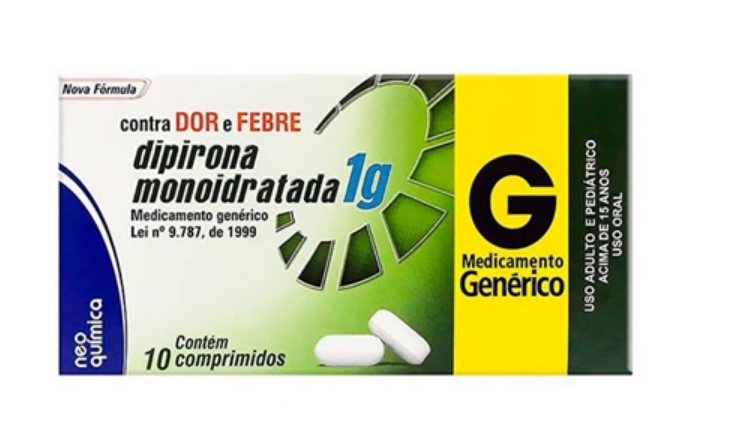 Nova Fórmula
contra DOR e FEBRE
dipirona
monoidratada 1g
Medicamento genérico
Lei nº 9.787, de 1999
neo
química
Contém
10 comprimidos
G
Medicamento
Genérico
USO ADULTO E PEDIÁTRICO
ACIMA DE 15 ANOS
USO ORAL